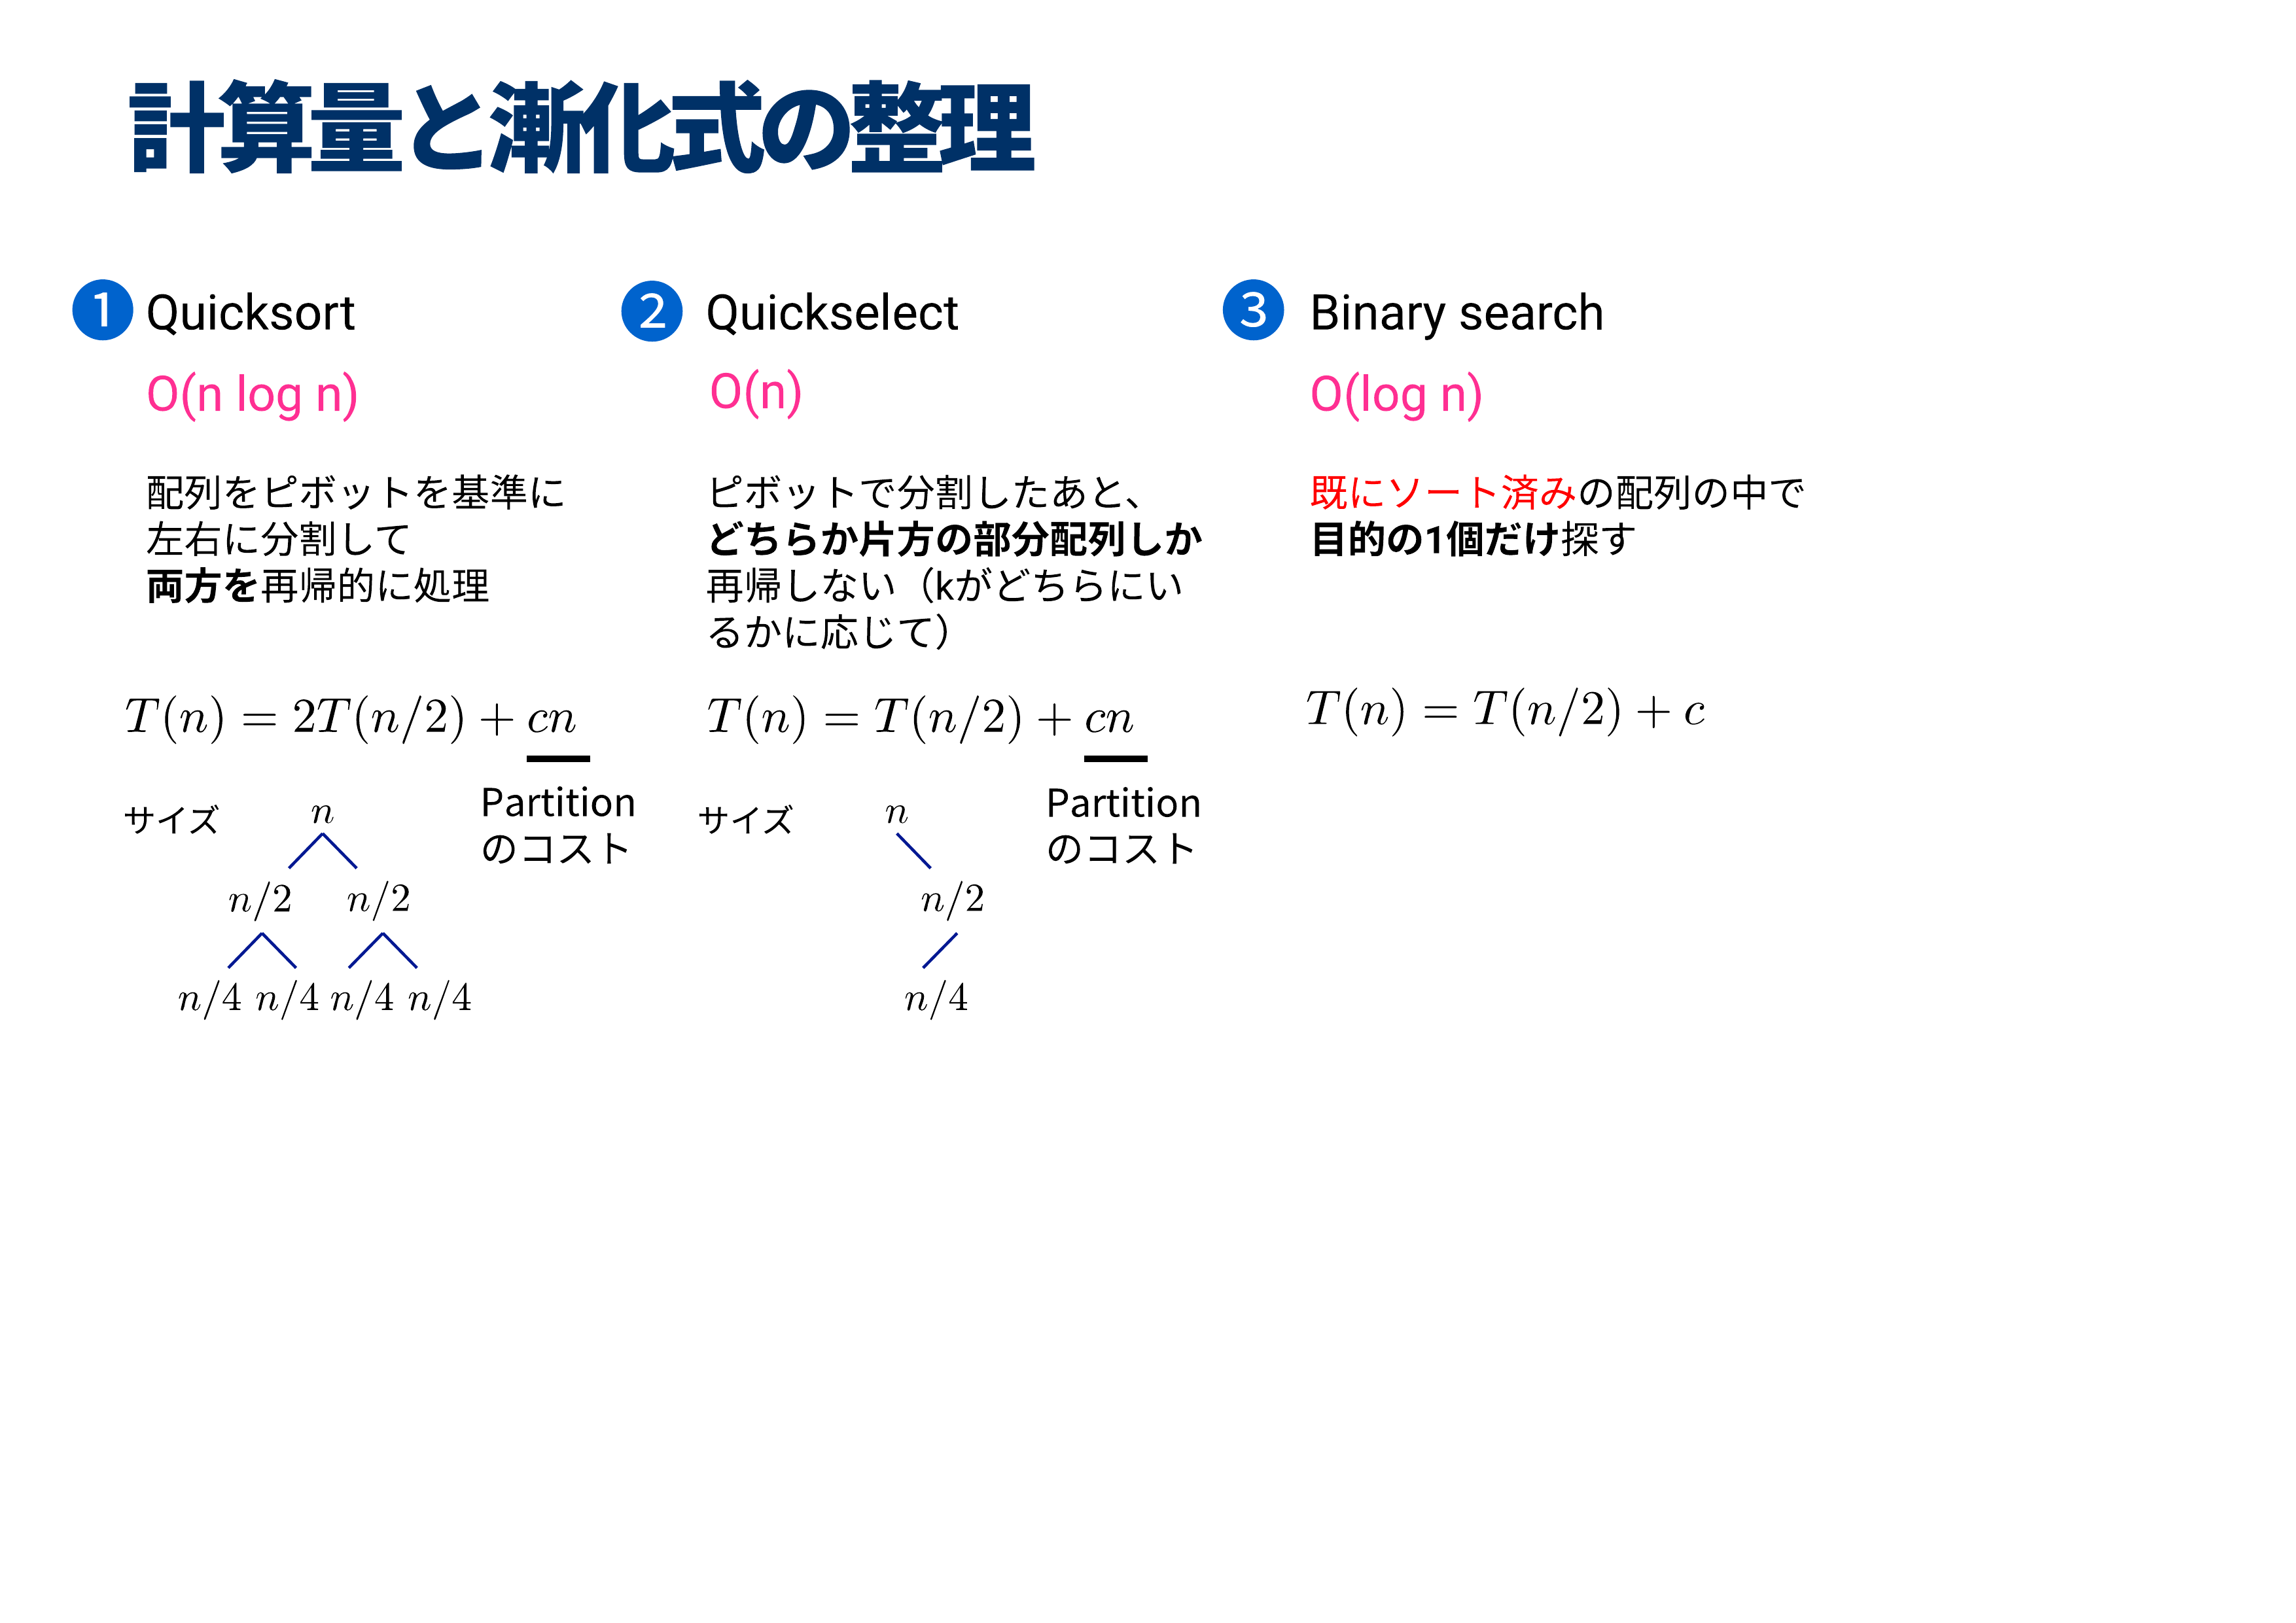 計算量と漸化式の整理
1 Quicksort
O(n log n)
配列をピボットを基準に
左右に分割して
両方を再帰的に処理
T(n) = 2T(n/2) + cn
Partition
のコスト
サイズ
n
n/2 n/2
n/4 n/4 n/4 n/4
2 Quickselect
O(n)
ピボットで分割したあと、
どちらか片方の部分配列しか
再帰しない（kがどちらにい
るかに応じて）
T(n) = T(n/2) + cn
Partition
のコスト
サイズ
n
n/2
n/4
3 Binary search
O(log n)
既にソート済みの配列の中で
目的の1個だけ探す
T(n) = T(n/2) + c